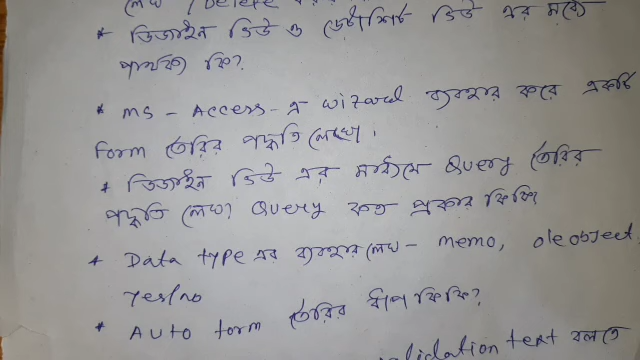 লেখ / Delete
* ডিজাইন ভিউ ও ডেটাশিট ভিউ এর মধ্যে
পার্থক্য কি?
* MS - Access - এ wizard ব্যবহার করে একটি
Form তৈরির পদ্ধতি লেখো।
* ডিজাইন ভিউ এর মাধ্যমে Query তৈরির
পদ্ধতি লেখ? Query কত প্রকার কিকি?
* Data type এর ব্যবহার লেখ - memo, ole object,
Yes/no
* Auto form তৈরির ধাপ কিকি?
validation text বলতে